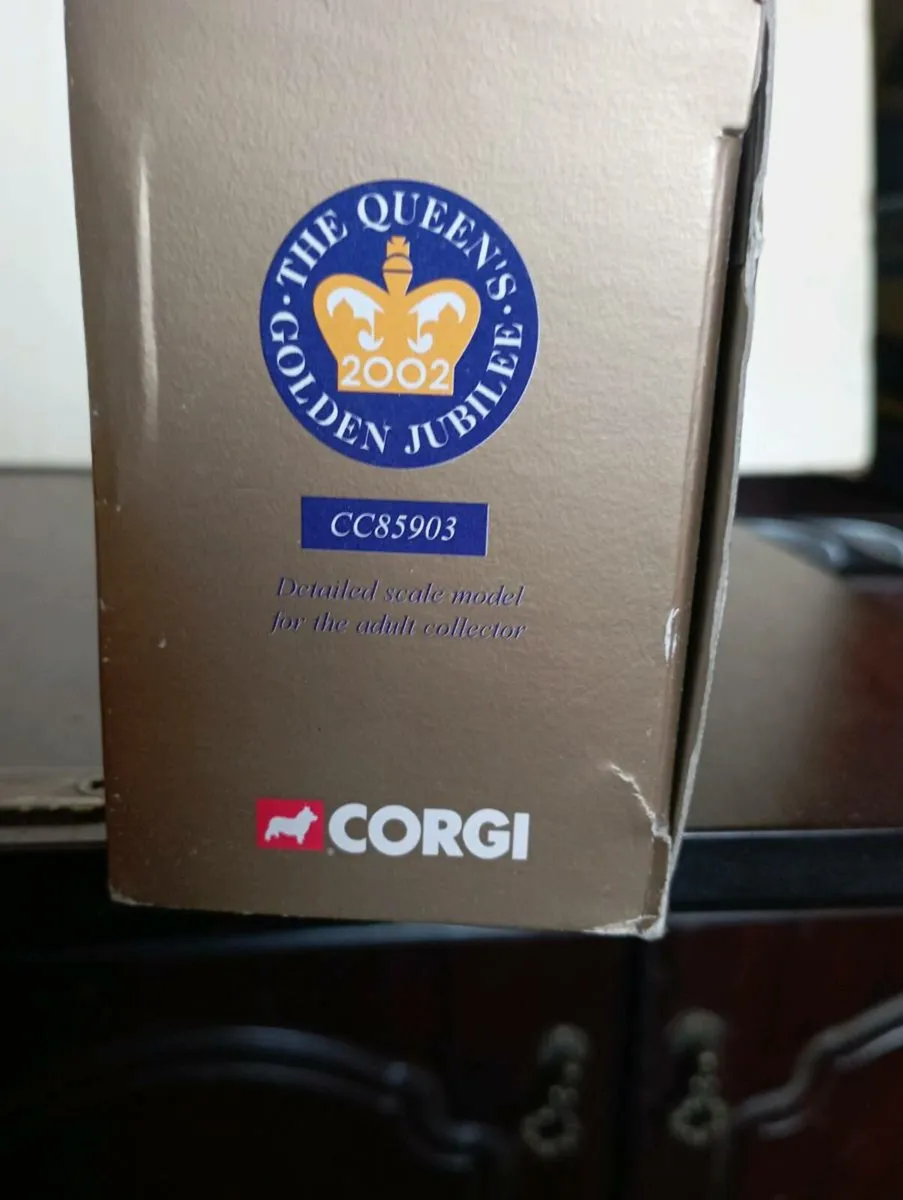 · THE QUEEN'S ·
GOLDEN JUBILEE
2002
CC85903
Detailed scale model
for the adult collector
CORGI